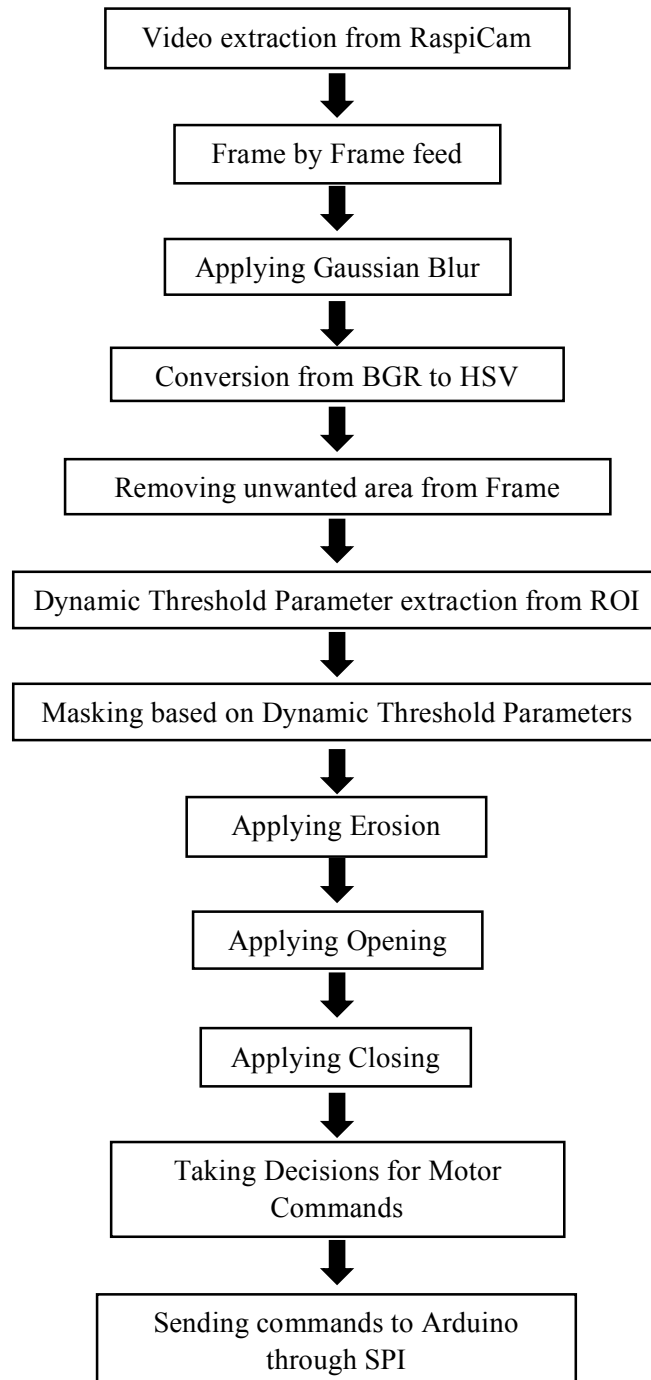 Video extraction from RaspiCam
Frame by Frame feed
Applying Gaussian Blur
Conversion from BGR to HSV
Removing unwanted area from Frame
Dynamic Threshold Parameter extraction from ROI
Masking based on Dynamic Threshold Parameters
Applying Erosion
Applying Opening
Applying Closing
Taking Decisions for Motor
Commands
Sending commands to Arduino
through SPI